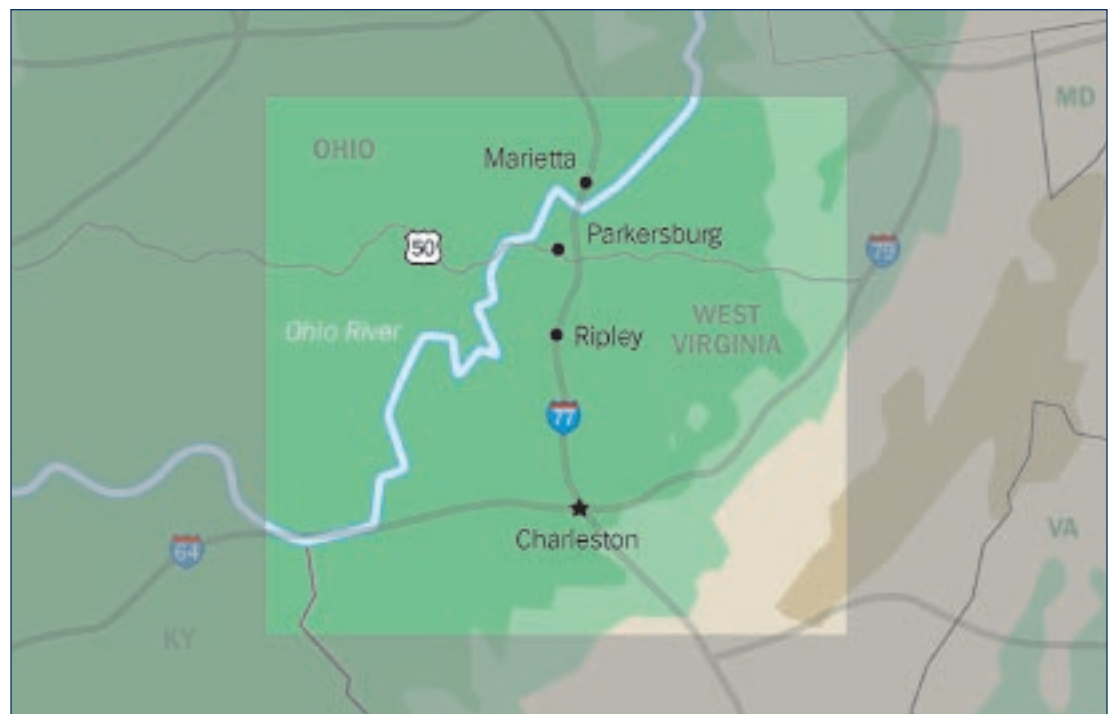 MD
OHIO
Marietta
Parkersburg
50
79
Ohio River
WEST
VIRGINIA
Ripley
77
Charleston
64
VA
KY